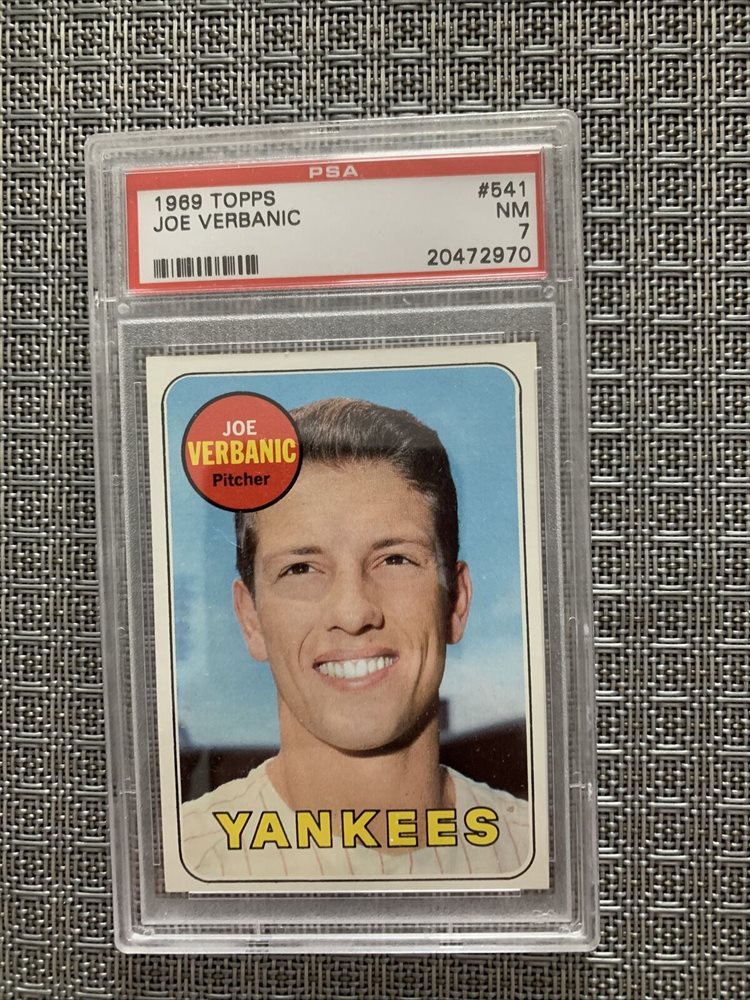 PSA
1969 TOPPS #541
JOE VERBANIC NM
7
20472970
JOE
VERBANIC
Pitcher
YANKEES